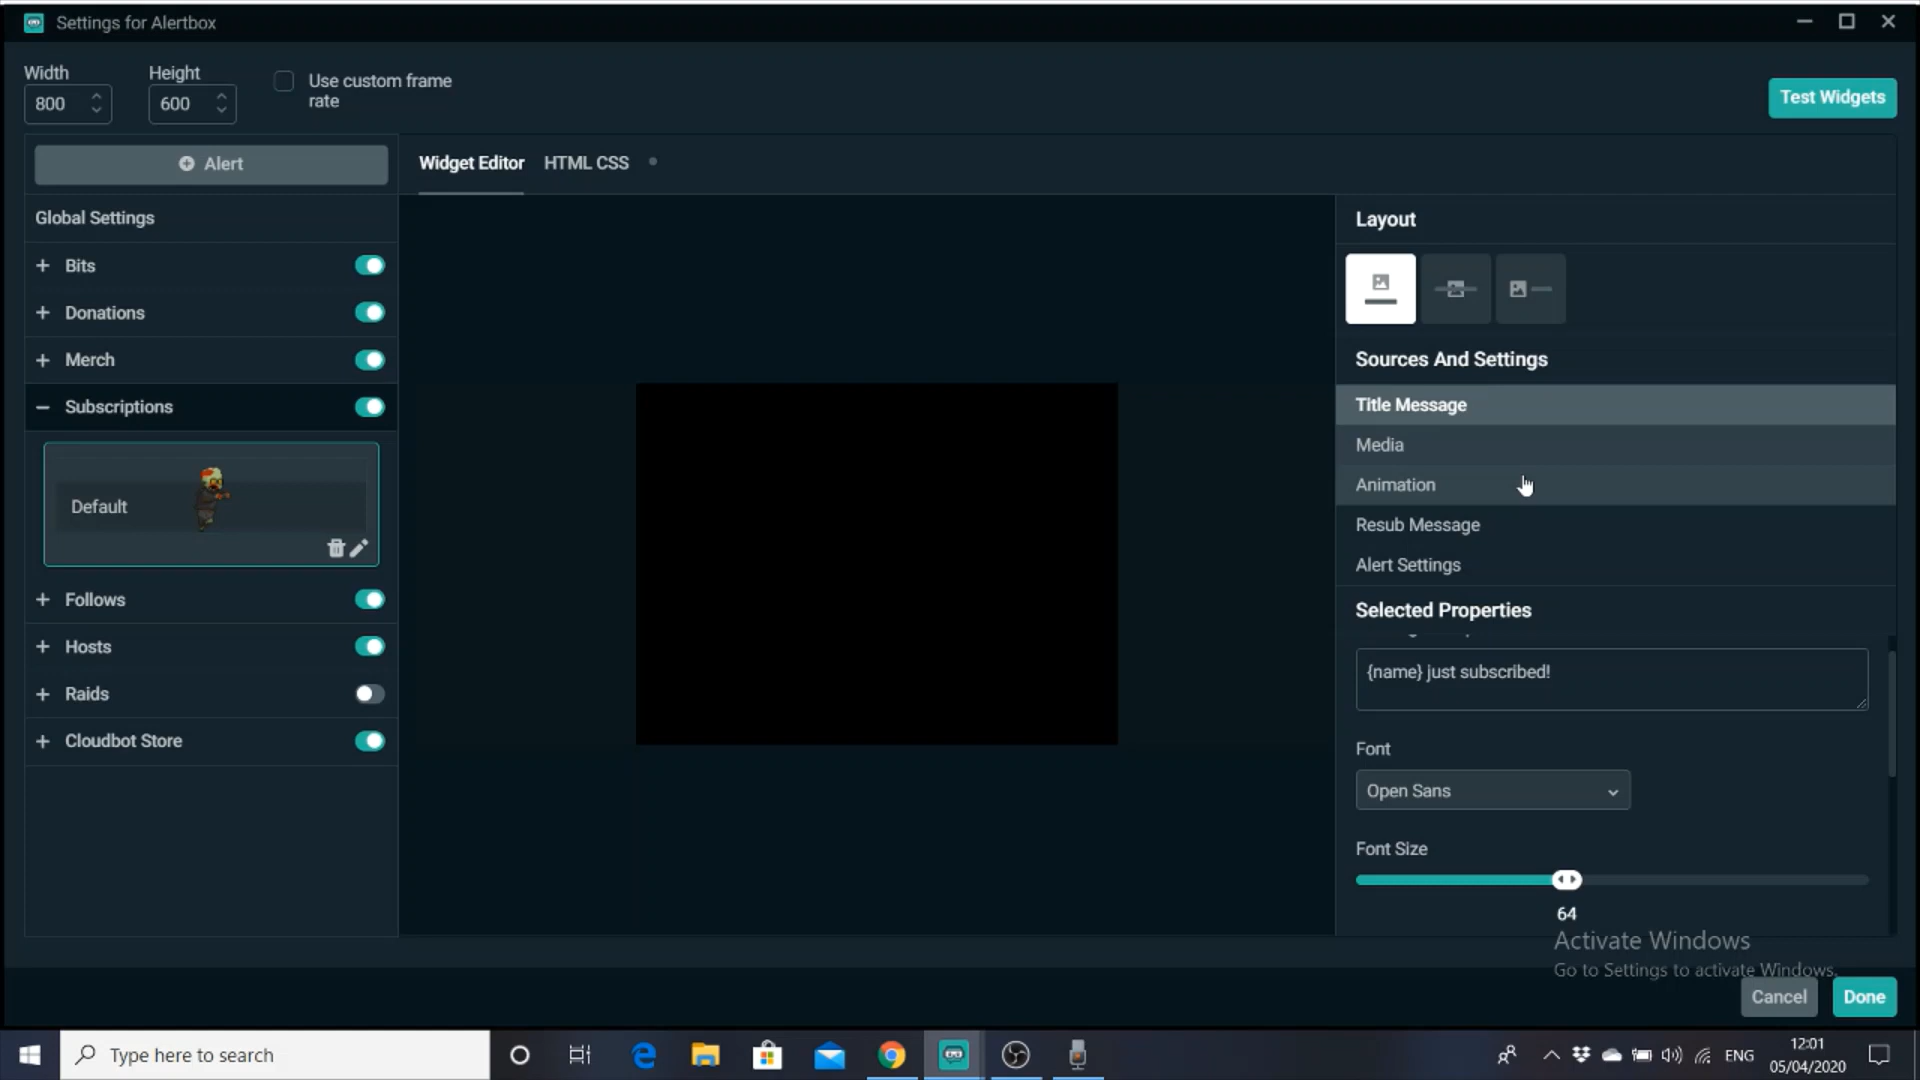 Settings for Alertbox
Width
Height
800
600
Use custom frame
rate
Test Widgets
Alert
Widget Editor
HTML CSS
Global Settings
Bits
Donations
Merch
Subscriptions
Default
Follows
Hosts
Raids
Cloudbot Store
Layout
Sources And Settings
Title Message
Media
Animation
Resub Message
Alert Settings
Selected Properties
{name} just subscribed!
Font
Open Sans
Font Size
64
Activate Windows
Go to Settings to activate Windows.
Cancel
Done
Type here to search
ENG
12:01
05/04/2020